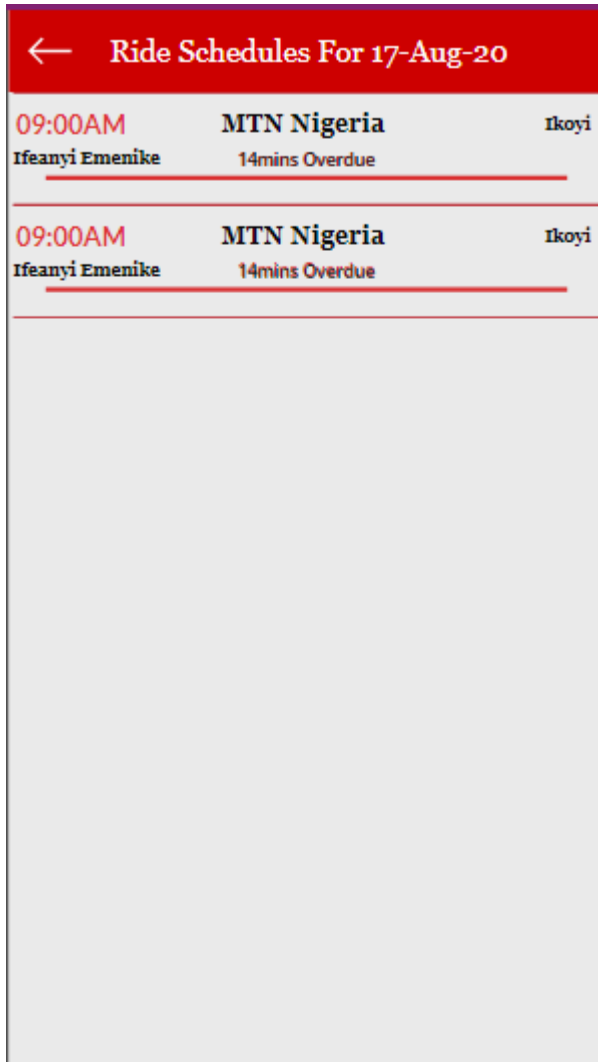 Ride Schedules For 17-Aug-20
09:00AM MTN Nigeria Ikoyi
Ifeanyi Emenike 14mins Overdue
09:00AM MTN Nigeria Ikoyi
Ifeanyi Emenike 14mins Overdue